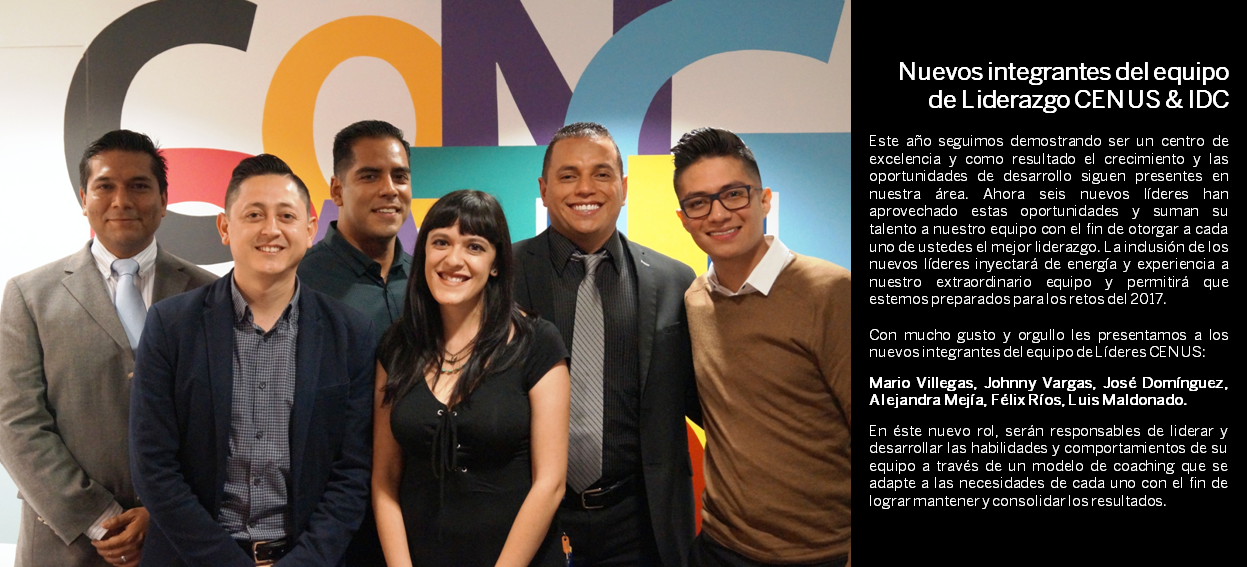 CONG
Nuevos integrantes del equipo
de Liderazgo CENUS & IDC
Este año seguimos demostrando ser un centro de
excelencia y como resultado el crecimiento y las
oportunidades de desarrollo siguen presentes en
nuestra área. Ahora seis nuevos líderes han
aprovechado estas oportunidades y suman su
talento a nuestro equipo con el fin de otorgar a cada
uno de ustedes el mejor liderazgo. La inclusión de los
nuevos líderes inyectará de energía y experiencia a
nuestro extraordinario equipo y permitirá que
estemos preparados para los retos del 2017.
Con mucho gusto y orgullo les presentamos a los
nuevos integrantes del equipo de Líderes CENUS:
Mario Villegas, Johnny Vargas, José Domínguez,
Alejandra Mejía, Félix Ríos, Luis Maldonado.
En éste nuevo rol, serán responsables de liderar y
desarrollar las habilidades y comportamientos de su
equipo a través de un modelo de coaching que se
adapte a las necesidades de cada uno con el fin de
lograr mantener y consolidar los resultados.